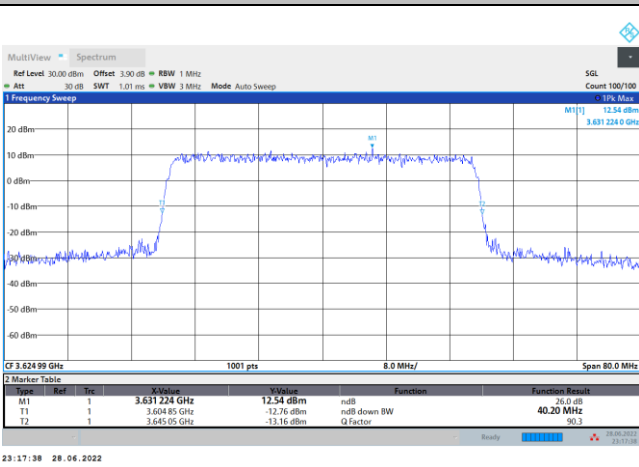 MultiView Spectrum
Ref Level 30.00 dBm Offset 3.90 dB RBW 1 MHz SGL
Att 30 dB SWT 1.01 ms VBW 3 MHz Mode Auto Sweep Count 100/100
1 Frequency Sweep 1Pk Max
M1[1] 12.54 dBm
3.631 224 0 GHz
20 dBm
M1
10 dBm
0 dBm
T1
T2
-10 dBm
-20 dBm
-30 dBm
-40 dBm
-50 dBm
-60 dBm
CF 3.624 99 GHz 1001 pts 8.0 MHz/ Span 80.0 MHz
2 Marker Table
Type Ref Trc X-Value Y-Value Function Function Result
M1 1 3.631 224 GHz 12.54 dBm ndB 26.0 dB
T1 1 3.604 85 GHz -12.76 dBm ndB down BW 40.20 MHz
T2 1 3.645 05 GHz -13.16 dBm Q Factor 90.3
Ready 28.06.2022
23:17:38
23:17:38 28.06.2022